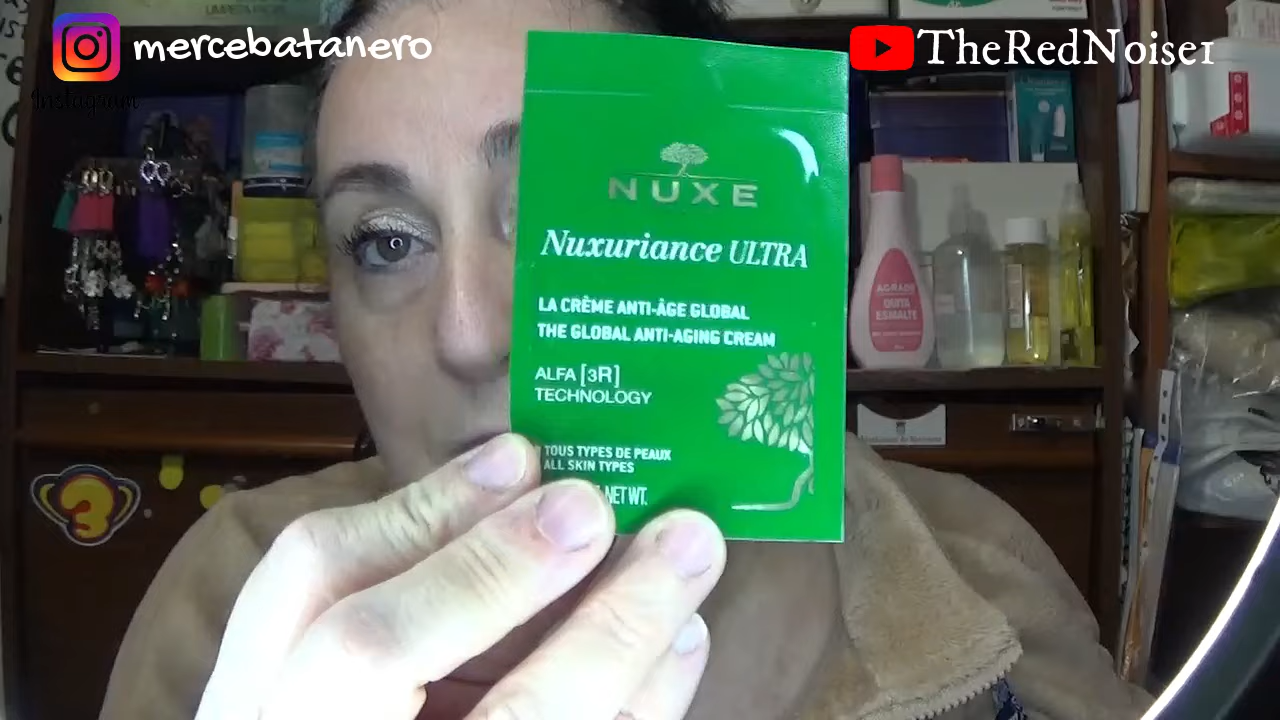 mercebatanero
TheRedNoise1
Instagram
NUXE
Nuxuriance ULTRA
LA CRÈME ANTI-ÂGE GLOBAL
THE GLOBAL ANTI-AGING CREAM
ALFA [3R]
TECHNOLOGY
TOUS TYPES DE PEAUX
ALL SKIN TYPES
NET WT.
AGRADO
QUITA
ESMALTE
3